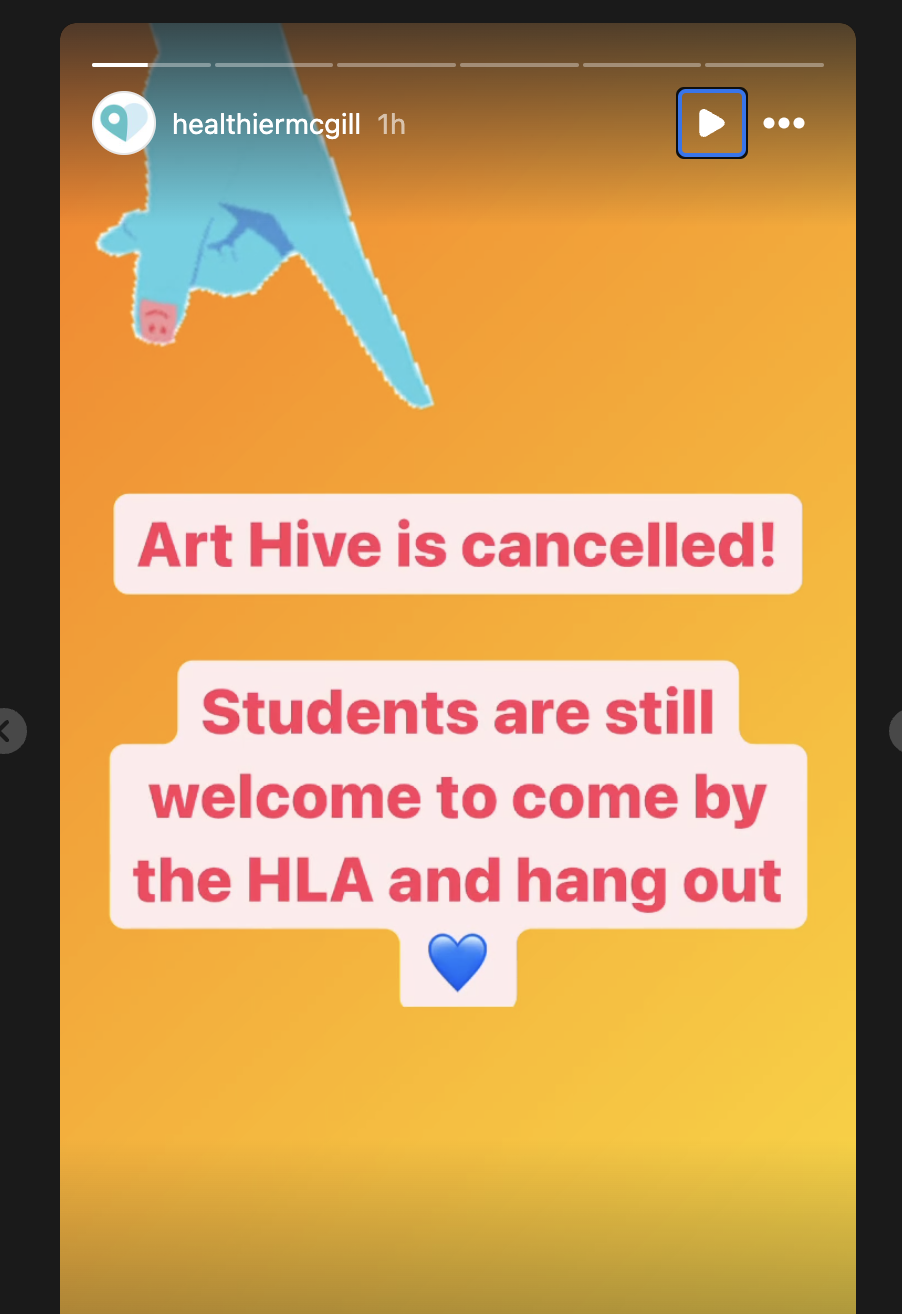 healthiermcgill 1h
Art Hive is cancelled!
Students are still
welcome to come by
the HLA and hang out
💙